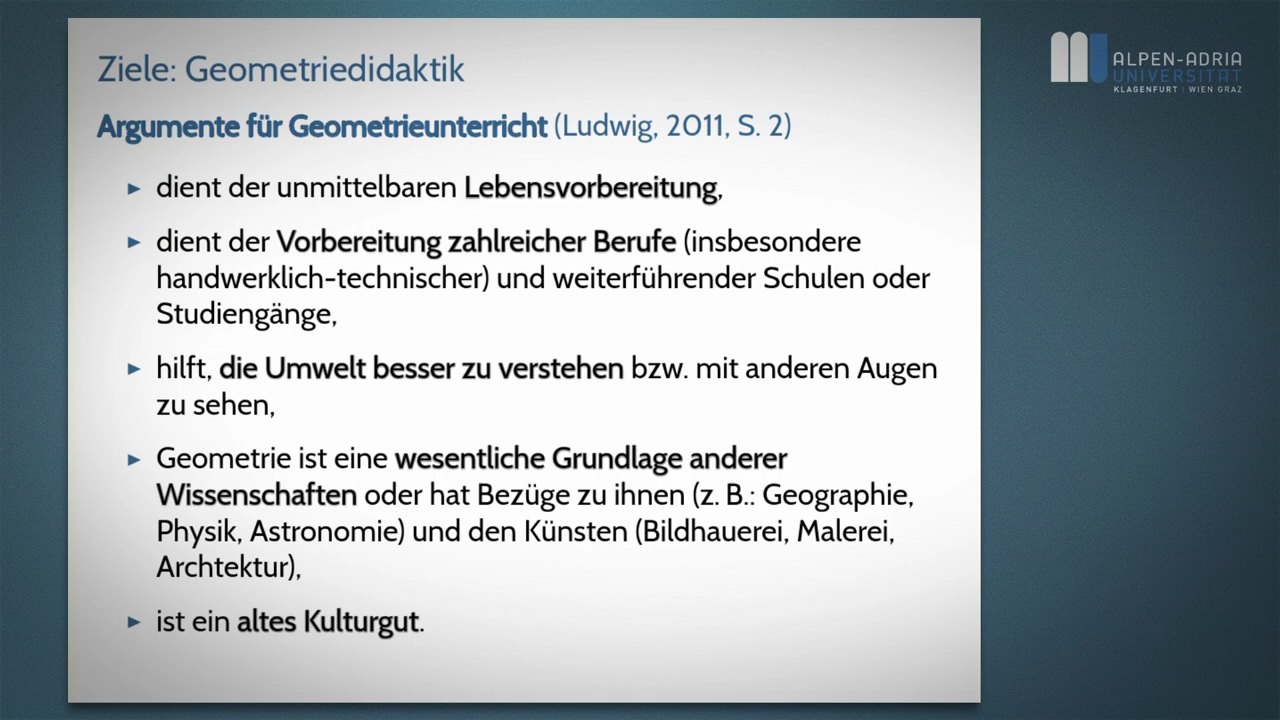 Ziele: Geometriedidaktik
Argumente für Geometrieunterricht (Ludwig, 2011, S. 2)
► dient der unmittelbaren Lebensvorbereitung,
► dient der Vorbereitung zahlreicher Berufe (insbesondere
handwerklich-technischer) und weiterführender Schulen oder
Studiengänge,
► hilft, die Umwelt besser zu verstehen bzw. mit anderen Augen
zu sehen,
► Geometrie ist eine wesentliche Grundlage anderer
Wissenschaften oder hat Bezüge zu ihnen (z. B.: Geographie,
Physik, Astronomie) und den Künsten (Bildhauerei, Malerei,
Archtektur),
► ist ein altes Kulturgut.
ALPEN-ADRIA
UNIVERSITÄT
KLAGENFURT | WIEN GRAZ